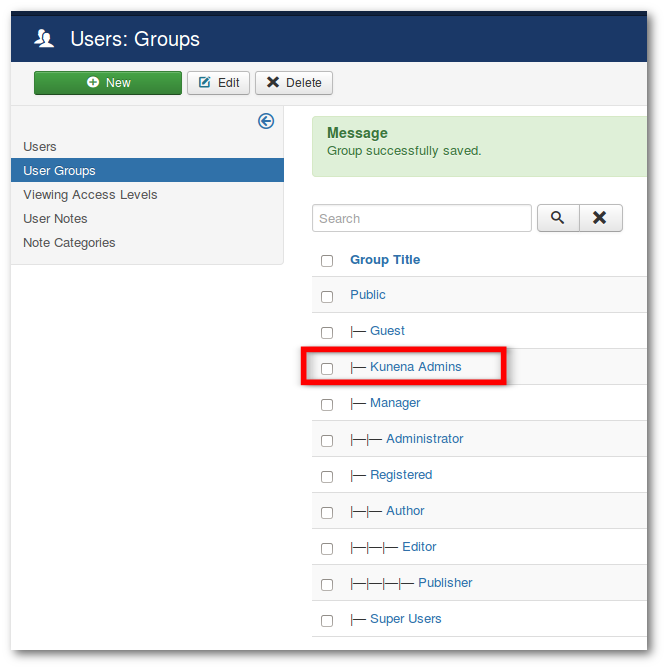 Users: Groups
New Edit Delete
Users
User Groups
Viewing Access Levels
User Notes
Note Categories
Message
Group successfully saved.
Search
Group Title
Public
|— Guest
|— Kunena Admins
|— Manager
|—|— Administrator
|— Registered
|—|— Author
|—|—|— Editor
|—|—|—|— Publisher
|— Super Users